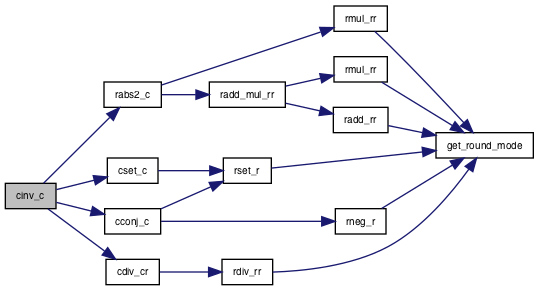 rmul_rr
rabs2_c
radd_mul_rr
rmul_rr
radd_rr
get_round_mode
cset_c
rset_r
cinv_c
cconj_c
rneg_r
cdiv_cr
rdiv_rr